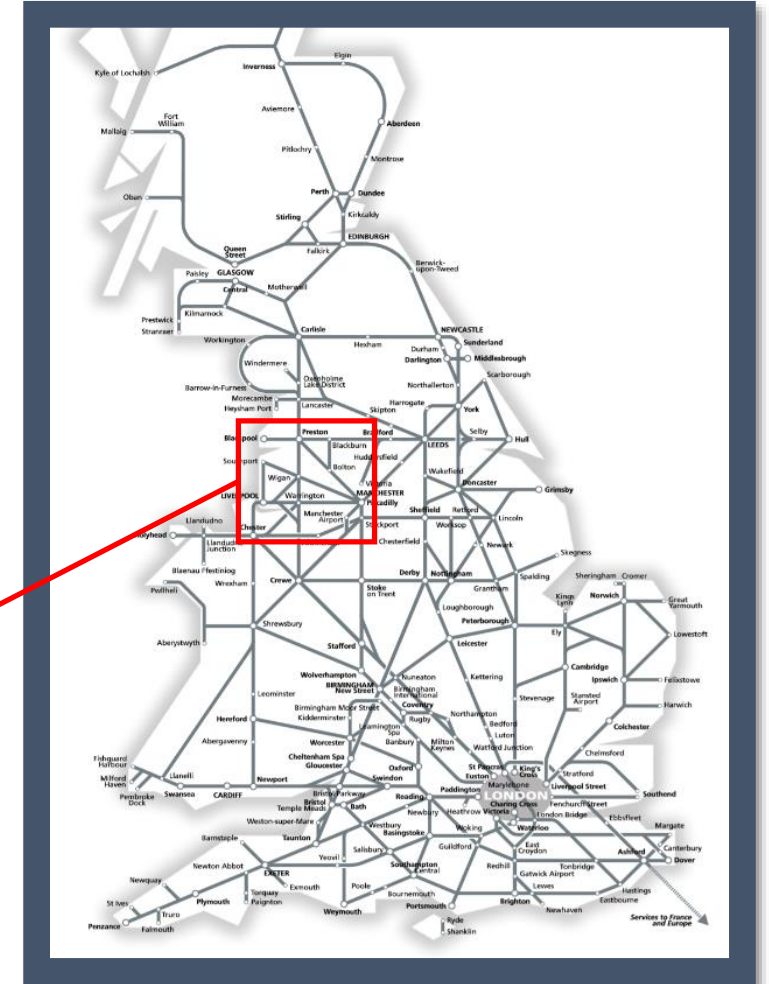 Elgin
Inverness
Kyle of Lochalsh
Aviemore
Fort
William
Aberdeen
Mallaig
Pitlochry
Montrose
Perth
Dundee
Oban
Stirling
Kirkcaldy
EDINBURGH
Queen
Street
Falkirk
Berwick-
upon-Tweed
Paisley
GLASGOW
Central
Motherwell
Kilmarnock
Prestwick
Stranraer
Carlisle
NEWCASTLE
Workington
Hexham
Durham
Sunderland
Darlington
Middlesbrough
Windermere
Scarborough
Oxenholme
Lake District
Barrow-in-Furness
Northallerton
Morecambe
Heysham Port
Lancaster
Harrogate
Skipton
York
Blackpool
Preston
Bradford
Selby
Blackburn
LEEDS
Hull
Southport
Huddersfield
Bolton
Wakefield
Wigan
Victoria
Doncaster
LIVERPOOL
Warrington
MANCHESTER
Piccadilly
Grimsby
Manchester
Airport
Sheffield
Retford
Llandudno
Chester
Stockport
Worksop
Lincoln
Holyhead
Llandudno
Junction
Chesterfield
Newark
Skegness
Blaenau Ffestiniog
Wrexham
Crewe
Derby
Nottingham
Spalding
Sheringham
Cromer
Pwllheli
Stoke
on Trent
Grantham
Kings
Lynn
Norwich
Great
Yarmouth
Loughborough
Shrewsbury
Peterborough
Ely
Lowestoft
Aberystwyth
Stafford
Leicester
Wolverhampton
BIRMINGHAM
New Street
Nuneaton
Kettering
Cambridge
Ipswich
Felixstowe
Birmingham
International
Leominster
Birmingham Moor Street
Coventry
Stevenage
Stansted
Airport
Harwich
Hereford
Kidderminster
Leamington
Spa
Rugby
Northampton
Bedford
Colchester
Abergavenny
Worcester
Banbury
Milton
Keynes
Luton
Watford Junction
Chelmsford
Fishguard
Harbour
Cheltenham Spa
Gloucester
Oxford
St Pancras
Euston
King's
Cross
Stratford
Milford
Haven
Llanelli
Newport
Swindon
Marylebone
Liverpool Street
Pembroke
Dock
Swansea
CARDIFF
Bristol Parkway
Bristol
Temple Meads
Bath
Reading
Paddington
LONDON
Southend
Charing Cross
Fenchurch Street
Newbury
Heathrow
Victoria
London Bridge
Ebbsfleet
Weston-super-Mare
Westbury
Basingstoke
Woking
Waterloo
Margate
Barnstaple
Taunton
Salisbury
Guildford
East
Croydon
Canterbury
Yeovil
Ashford
Dover
Newton Abbot
EXETER
Southampton
Central
Redhill
Tonbridge
Gatwick Airport
Newquay
Exmouth
Poole
Lewes
Hastings
St Ives
Plymouth
Torquay
Paignton
Bournemouth
Eastbourne
Truro
Weymouth
Portsmouth
Brighton
Newhaven
Penzance
Falmouth
Ryde
Shanklin
Services to France
and Europe